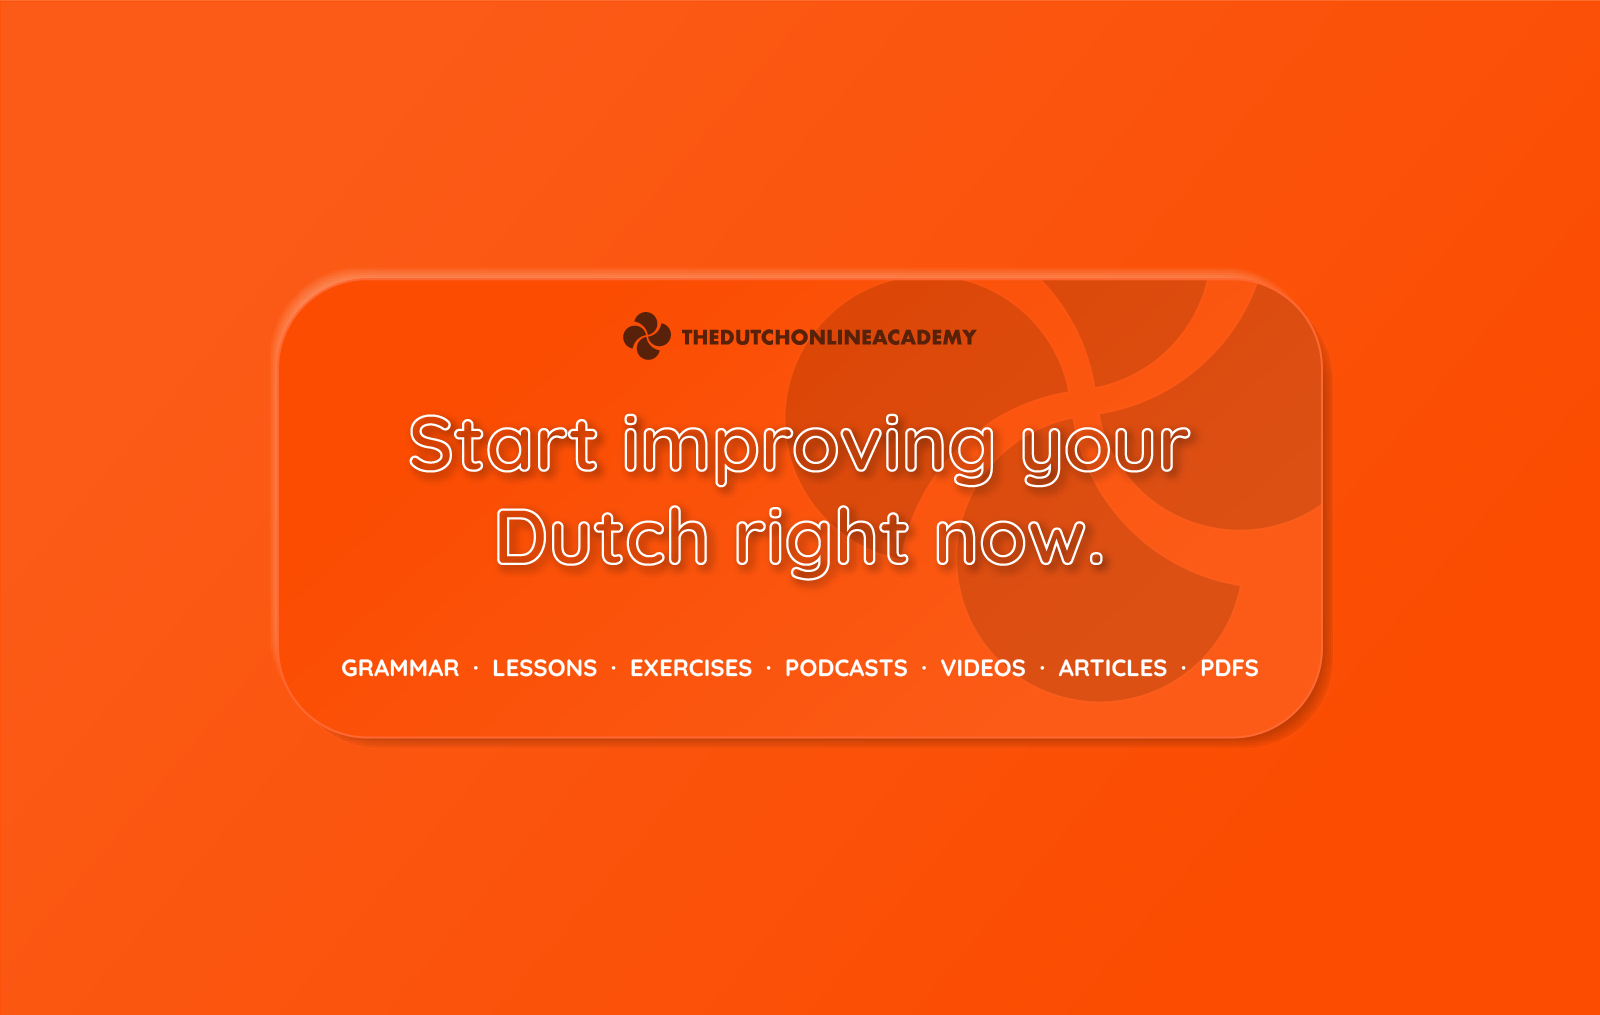 THEDUTCHONLINEACADEMY
Start improving your
Dutch right now.
GRAMMAR · LESSONS · EXERCISES · PODCASTS · VIDEOS · ARTICLES · PDFS